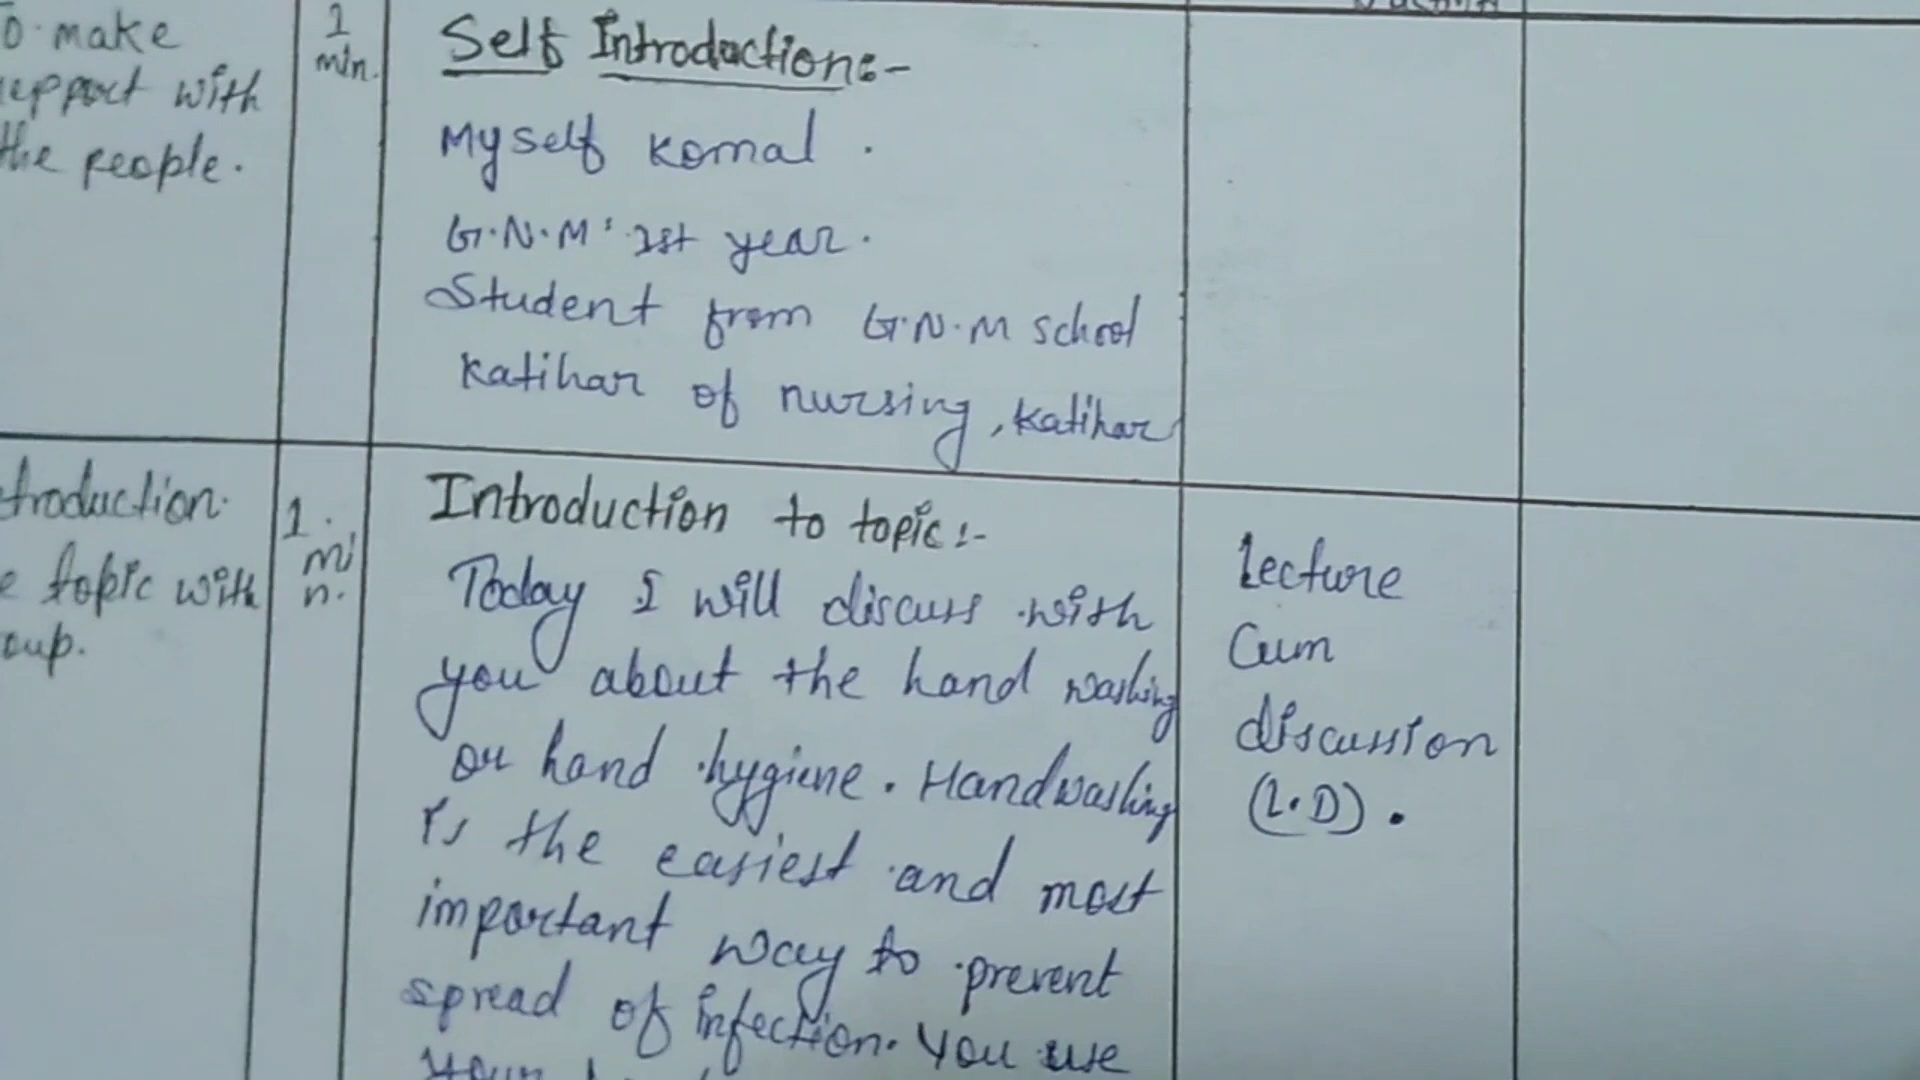 To make
reppoct with
the people.
1
min.
Self Introduction:-
Myself Komal .
G.N.M' 1st year.
Student from G.N.M school
Katihar of nursing, Katihar
troduction.
e topic with
oup.
1.
mi
n.
Introduction to topic:-
Today I will discuss with
you about the hand washing
or hand hygiene. Handwashing
is the easiest and most
important way to prevent
spread of infection. You use
Your
Lecture
Cum
discussion
(L.D).